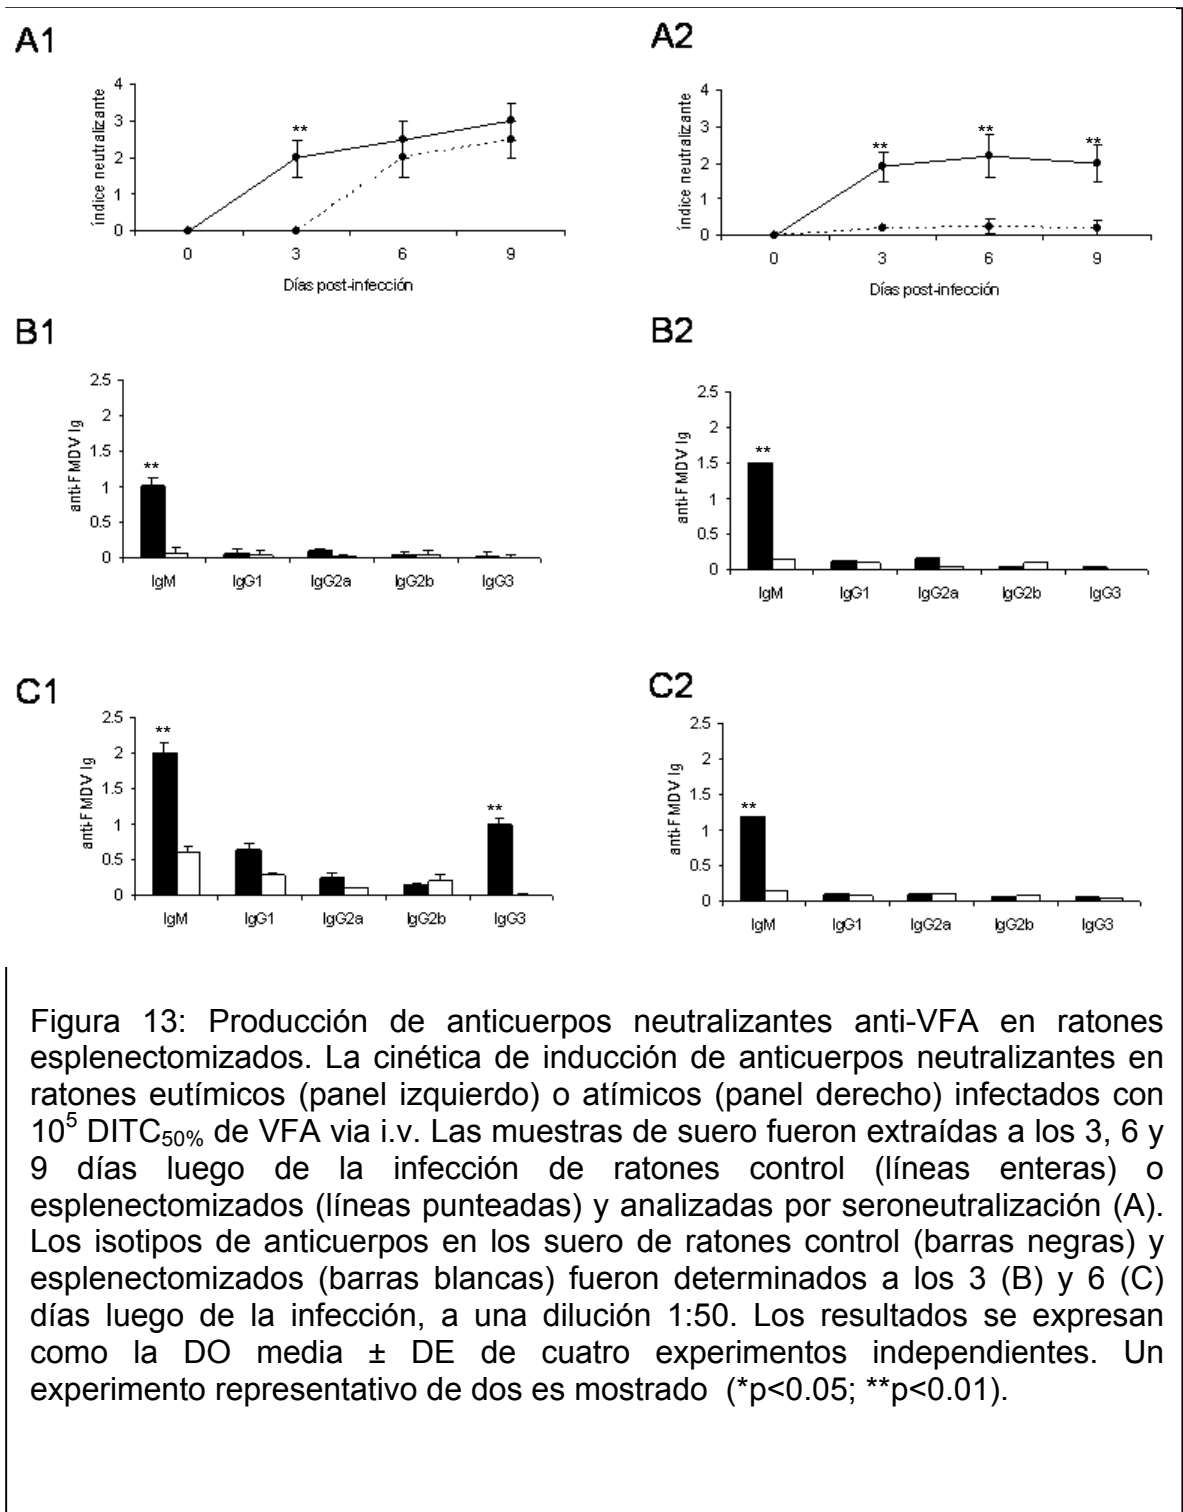 A1
A2
4
3
2
1
0
índice neutralizante
**
0
3
6
9
Días post-infección
4
3
2
1
0
índice neutralizante
**
**
**
0
3
6
9
Días post-infección
B1
B2
2.5
2
1.5
1
0.5
0
anti-FMDV Ig
**
IgM
IgG1
IgG2a
IgG2b
IgG3
2.5
2
1.5
1
0.5
0
anti-FMDV Ig
**
IgM
IgG1
IgG2a
IgG2b
IgG3
C1
C2
2.5
2
1.5
1
0.5
0
anti-FMDV Ig
**
**
IgM
IgG1
IgG2a
IgG2b
IgG3
2.5
2
1.5
1
0.5
0
anti-FMDV Ig
**
IgM
IgG1
IgG2a
IgG2b
IgG3
Figura 13: Producción de anticuerpos neutralizantes anti-VFA en ratones
esplenectomizados. La cinética de inducción de anticuerpos neutralizantes en
ratones eutímicos (panel izquierdo) o atímicos (panel derecho) infectados con
10⁵ DITC₅₀% de VFA via i.v. Las muestras de suero fueron extraídas a los 3, 6 y
9 días luego de la infección de ratones control (líneas enteras) o
esplenectomizados (líneas punteadas) y analizadas por seroneutralización (A).
Los isotipos de anticuerpos en los suero de ratones control (barras negras) y
esplenectomizados (barras blancas) fueron determinados a los 3 (B) y 6 (C)
días luego de la infección, a una dilución 1:50. Los resultados se expresan
como la DO media ± DE de cuatro experimentos independientes. Un
experimento representativo de dos es mostrado (*p<0.05; **p<0.01).